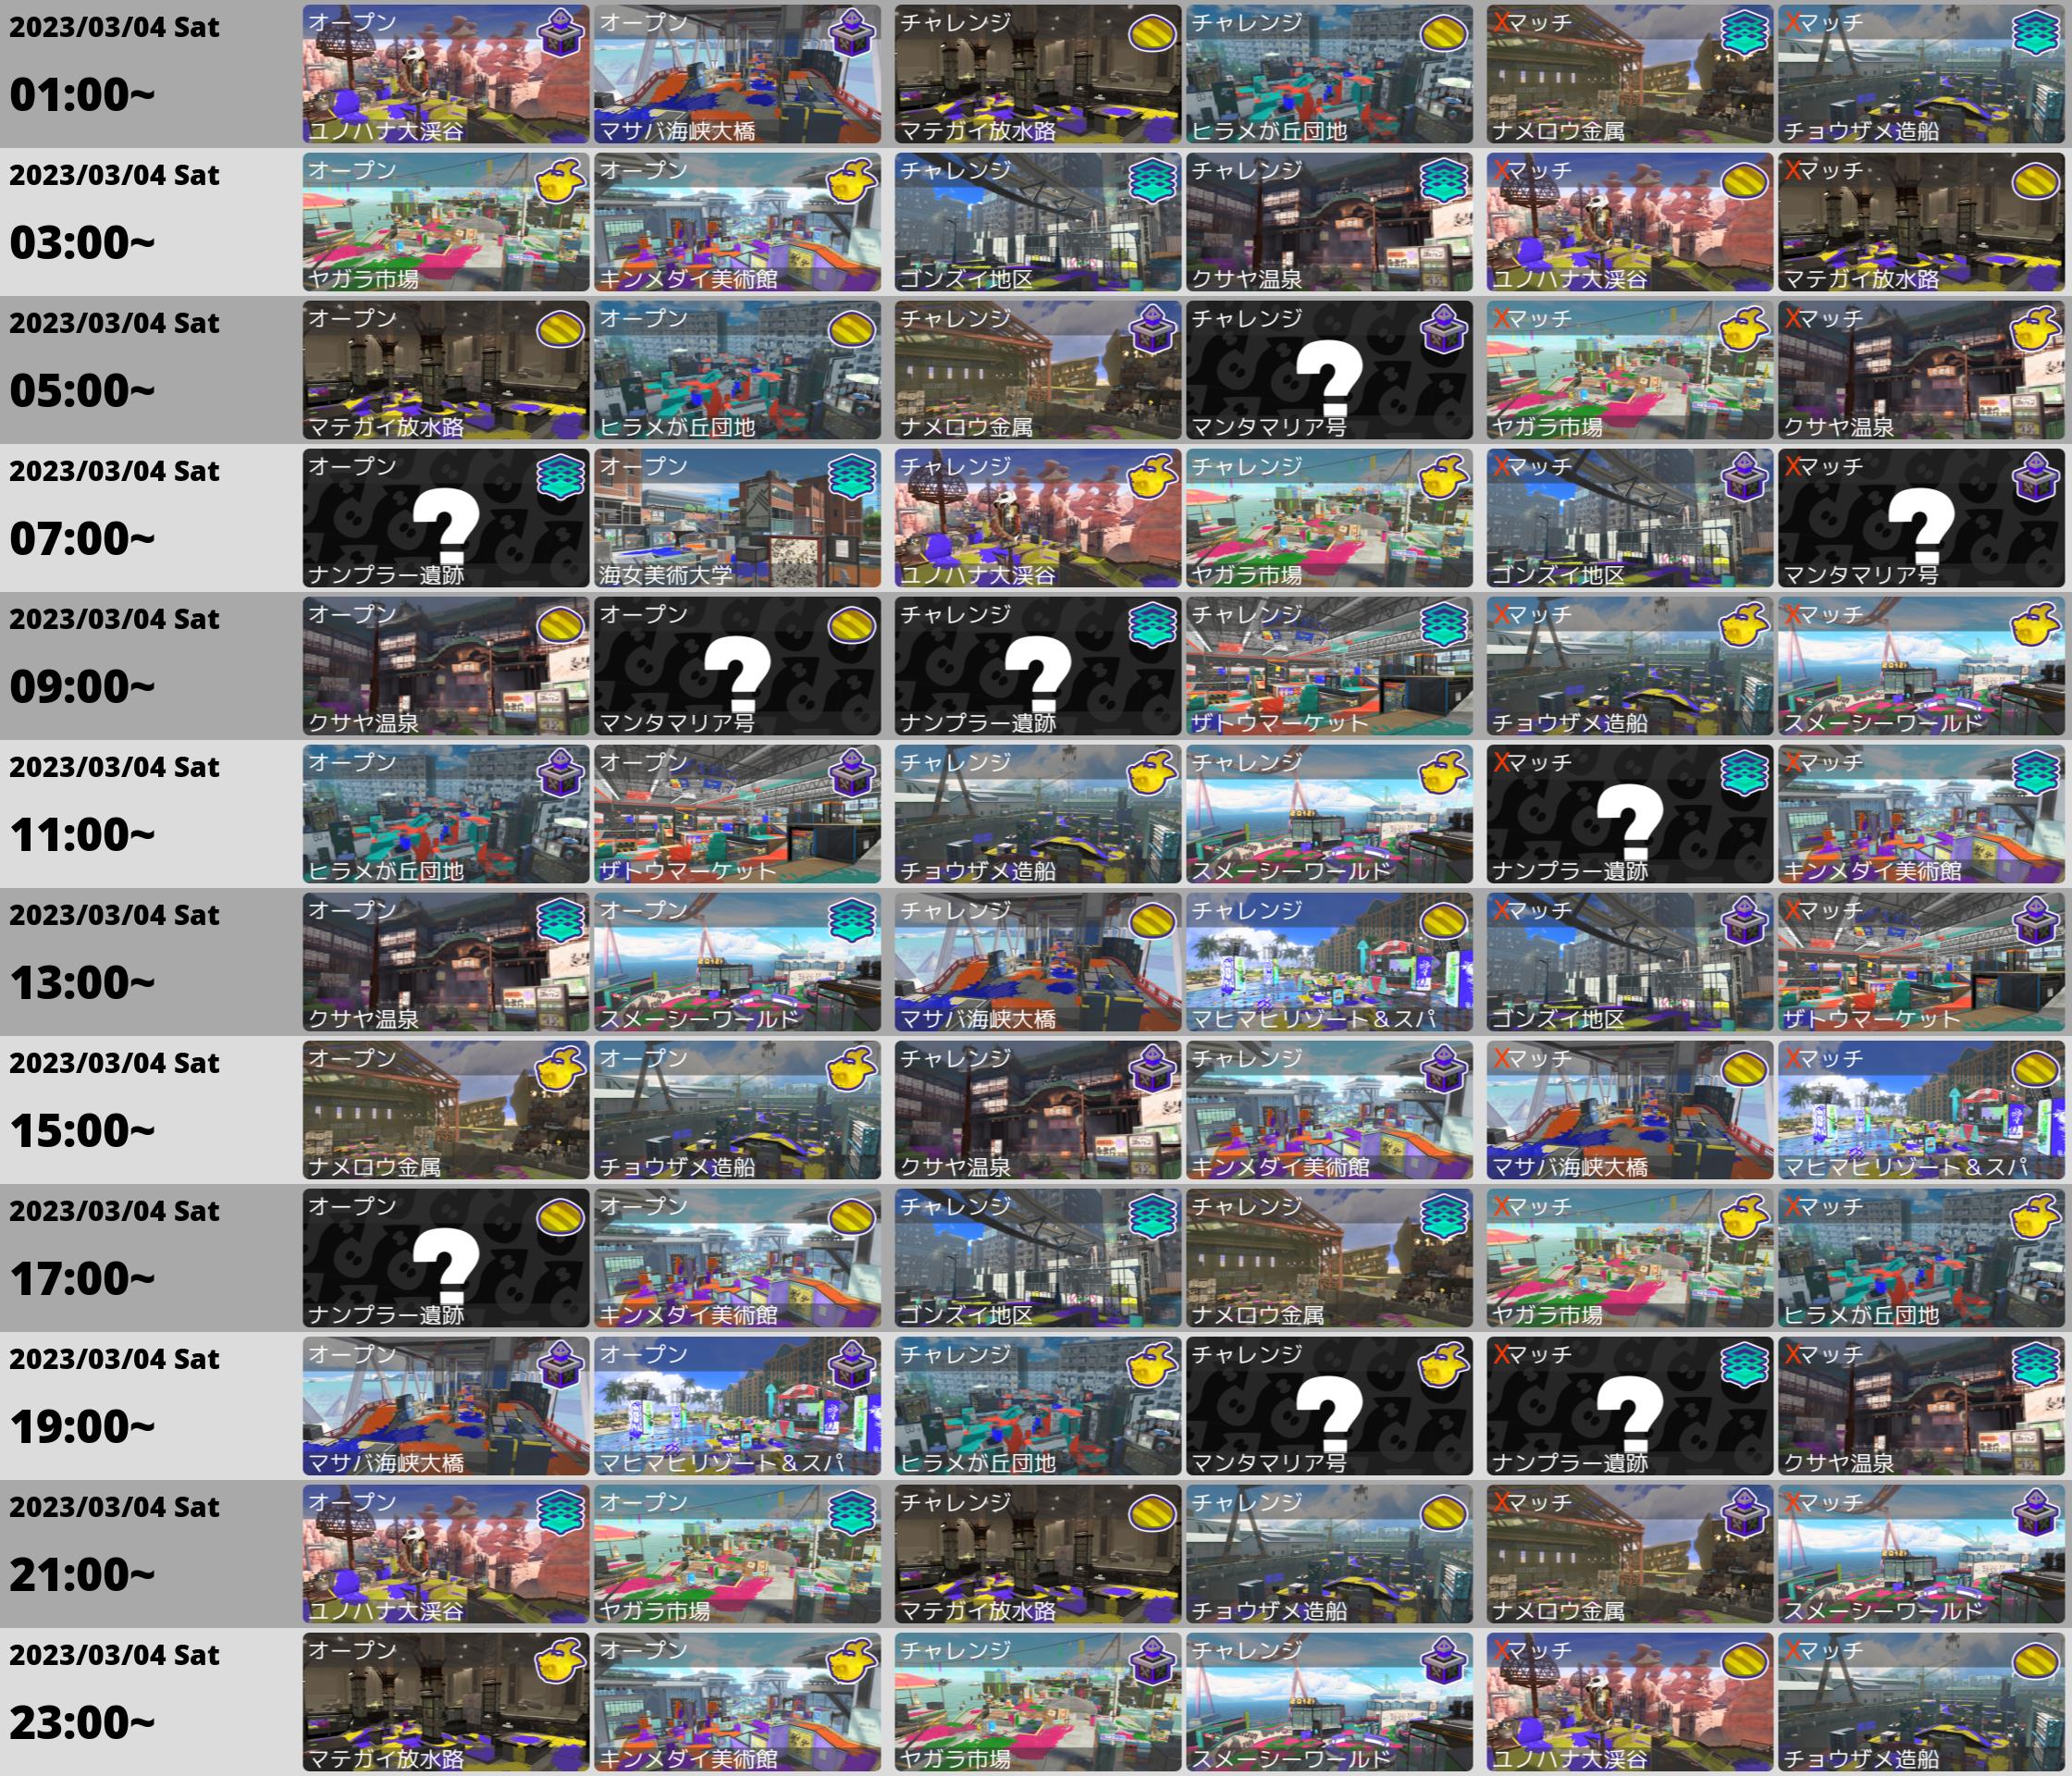 2023/03/04 Sat
01:00~
オープン オープン チャレンジ チャレンジ Xマッチ Xマッチ
ユノハナ大渓谷 マサバ海峡大橋 マテガイ放水路 ヒラメが丘団地 ナメロウ金属 チョウザメ造船
2023/03/04 Sat
03:00~
オープン オープン チャレンジ チャレンジ Xマッチ Xマッチ
ヤガラ市場 キンメダイ美術館 ゴンズイ地区 クサヤ温泉 ユノハナ大渓谷 マテガイ放水路
2023/03/04 Sat
05:00~
オープン オープン チャレンジ チャレンジ Xマッチ Xマッチ
マテガイ放水路 ヒラメが丘団地 ナメロウ金属 マンタマリア号 ヤガラ市場 クサヤ温泉
?
2023/03/04 Sat
07:00~
オープン オープン チャレンジ チャレンジ Xマッチ Xマッチ
? ?
ナンプラー遺跡 海女美術大学 ユノハナ大渓谷 ヤガラ市場 ゴンズイ地区 マンタマリア号
2023/03/04 Sat
09:00~
オープン オープン チャレンジ チャレンジ Xマッチ Xマッチ
? ?
クサヤ温泉 マンタマリア号 ナンプラー遺跡 ザトウマーケット チョウザメ造船 スメーシーワールド
2023/03/04 Sat
11:00~
オープン オープン チャレンジ チャレンジ Xマッチ Xマッチ
?
ヒラメが丘団地 ザトウマーケット チョウザメ造船 スメーシーワールド ナンプラー遺跡 キンメダイ美術館
2023/03/04 Sat
13:00~
オープン オープン チャレンジ チャレンジ Xマッチ Xマッチ
クサヤ温泉 スメーシーワールド マサバ海峡大橋 マヒマヒリゾート＆スパ ゴンズイ地区 ザトウマーケット
2023/03/04 Sat
15:00~
オープン オープン チャレンジ チャレンジ Xマッチ Xマッチ
ナメロウ金属 チョウザメ造船 クサヤ温泉 キンメダイ美術館 マサバ海峡大橋 マヒマヒリゾート＆スパ
2023/03/04 Sat
17:00~
オープン オープン チャレンジ チャレンジ Xマッチ Xマッチ
?
ナンプラー遺跡 キンメダイ美術館 ゴンズイ地区 ナメロウ金属 ヤガラ市場 ヒラメが丘団地
2023/03/04 Sat
19:00~
オープン オープン チャレンジ チャレンジ Xマッチ Xマッチ
? ?
マサバ海峡大橋 マヒマヒリゾート＆スパ ヒラメが丘団地 マンタマリア号 ナンプラー遺跡 クサヤ温泉
2023/03/04 Sat
21:00~
オープン オープン チャレンジ チャレンジ Xマッチ Xマッチ
ユノハナ大渓谷 ヤガラ市場 マテガイ放水路 チョウザメ造船 ナメロウ金属 スメーシーワールド
2023/03/04 Sat
23:00~
オープン オープン チャレンジ チャレンジ Xマッチ Xマッチ
マテガイ放水路 キンメダイ美術館 ヤガラ市場 スメーシーワールド ユノハナ大渓谷 チョウザメ造船